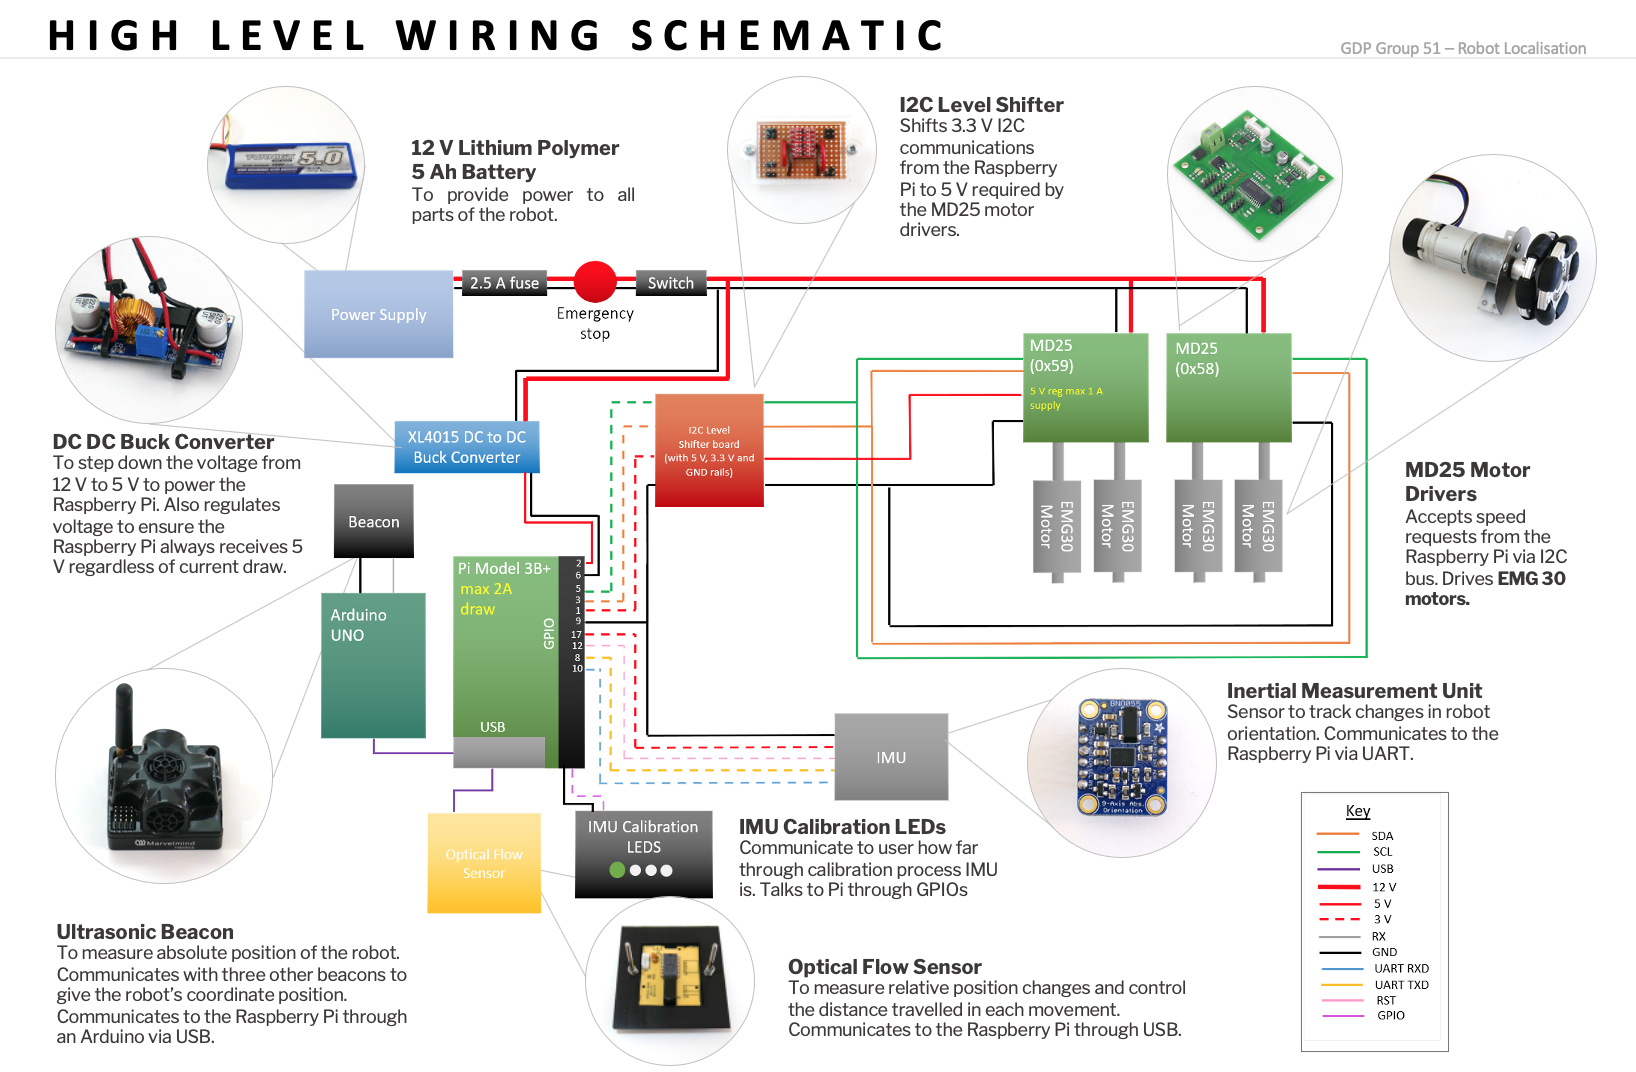 HIGH LEVEL WIRING SCHEMATIC
GDP Group 51 – Robot Localisation
12 V Lithium Polymer
5 Ah Battery
To provide power to all
parts of the robot.
I2C Level Shifter
Shifts 3.3 V I2C
communications
from the Raspberry
Pi to 5 V required by
the MD25 motor
drivers.
5.0
Power Supply
2.5 A fuse
Emergency
stop
Switch
MD25
(0x59)
5 V reg max 1 A
supply
MD25
(0x58)
DC DC Buck Converter
To step down the voltage from
12 V to 5 V to power the
Raspberry Pi. Also regulates
voltage to ensure the
Raspberry Pi always receives 5
V regardless of current draw.
XL4015 DC to DC
Buck Converter
I2C Level
Shifter board
(with 5 V, 3.3 V and
GND rails)
EMG30
Motor
EMG30
Motor
EMG30
Motor
EMG30
Motor
MD25 Motor
Drivers
Accepts speed
requests from the
Raspberry Pi via I2C
bus. Drives EMG 30
motors.
Beacon
Arduino
UNO
Pi Model 3B+
max 2A
draw
GPIO
2
6
5
3
1
9
17
12
8
10
USB
IMU
Inertial Measurement Unit
Sensor to track changes in robot
orientation. Communicates to the
Raspberry Pi via UART.
BNO055
9-Axis Abs.
Orientation
Marvelmind
Optical Flow
Sensor
IMU Calibration
LEDS
IMU Calibration LEDs
Communicate to user how far
through calibration process IMU
is. Talks to Pi through GPIOs
Key
SDA
SCL
USB
12 V
5 V
3 V
RX
GND
UART RXD
UART TXD
RST
GPIO
Ultrasonic Beacon
To measure absolute position of the robot.
Communicates with three other beacons to
give the robot's coordinate position.
Communicates to the Raspberry Pi through
an Arduino via USB.
Optical Flow Sensor
To measure relative position changes and control
the distance travelled in each movement.
Communicates to the Raspberry Pi through USB.